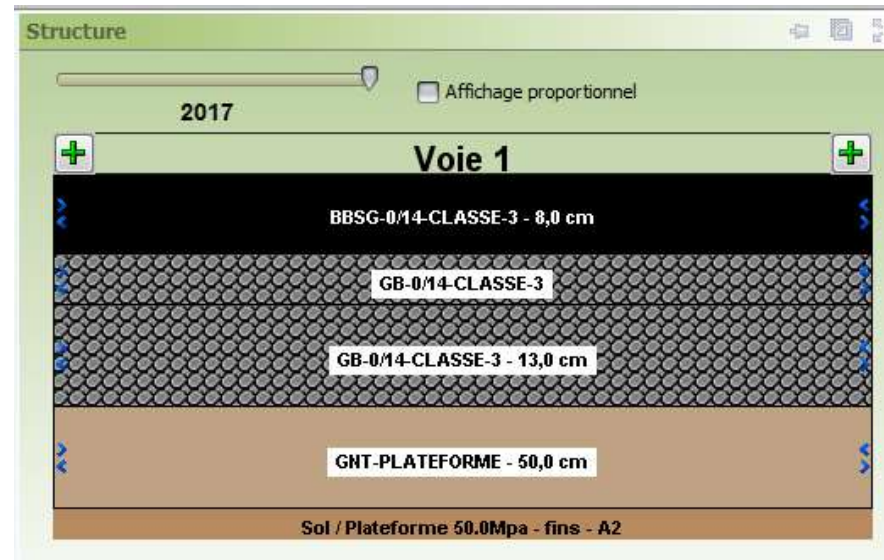 Structure
Affichage proportionnel
2017
Voie 1
BBSG-0/14-CLASSE-3 - 8,0 cm
GB-0/14-CLASSE-3
GB-0/14-CLASSE-3 - 13,0 cm
GNT-PLATEFORME - 50,0 cm
Sol / Plateforme 50.0Mpa - fins - A2